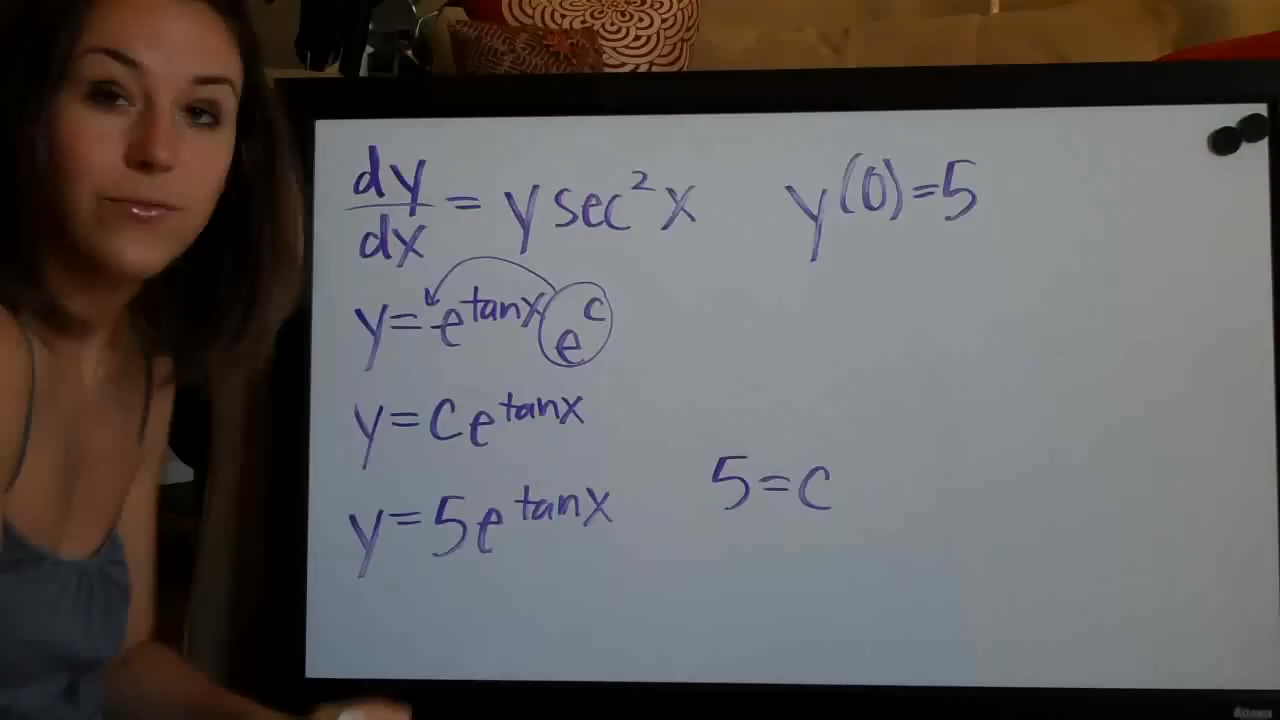 dy/dx = y sec²x    y(0)=5
y= e^tanx e^c
y=Ce^tanx
5=C
y=5e^tanx